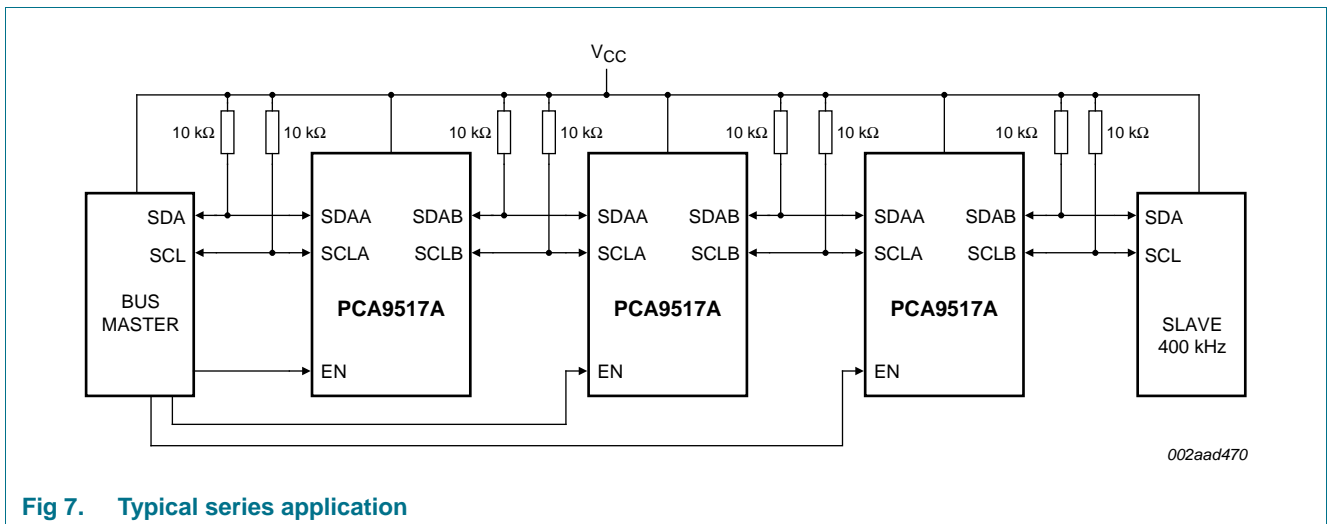 VCC
10 kΩ 10 kΩ 10 kΩ 10 kΩ 10 kΩ 10 kΩ 10 kΩ 10 kΩ
SDA SDAA SDAB SDAA SDAB SDAA SDAB SDA
SCL SCLA SCLB SCLA SCLB SCLA SCLB SCL
BUS
MASTER
PCA9517A PCA9517A PCA9517A
SLAVE
400 kHz
EN EN EN
002aad470
Fig 7. Typical series application